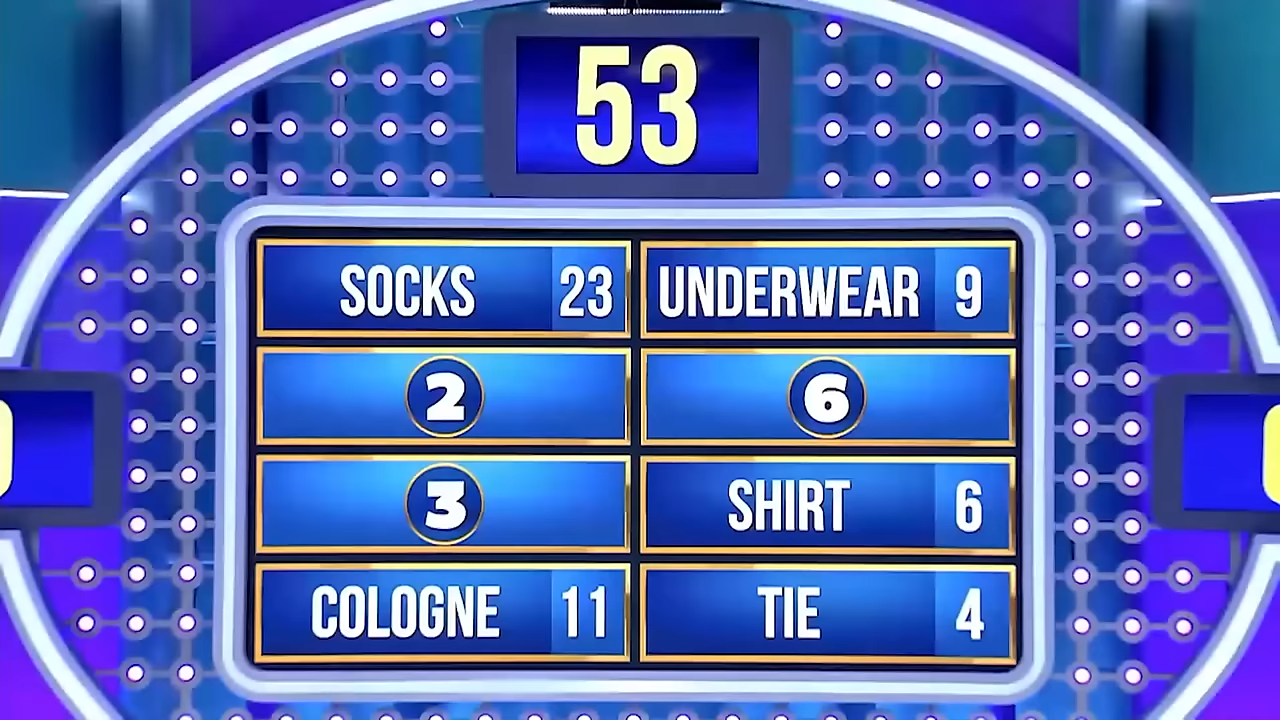 53
SOCKS 23
2
3
COLOGNE 11
UNDERWEAR 9
6
SHIRT 6
TIE 4